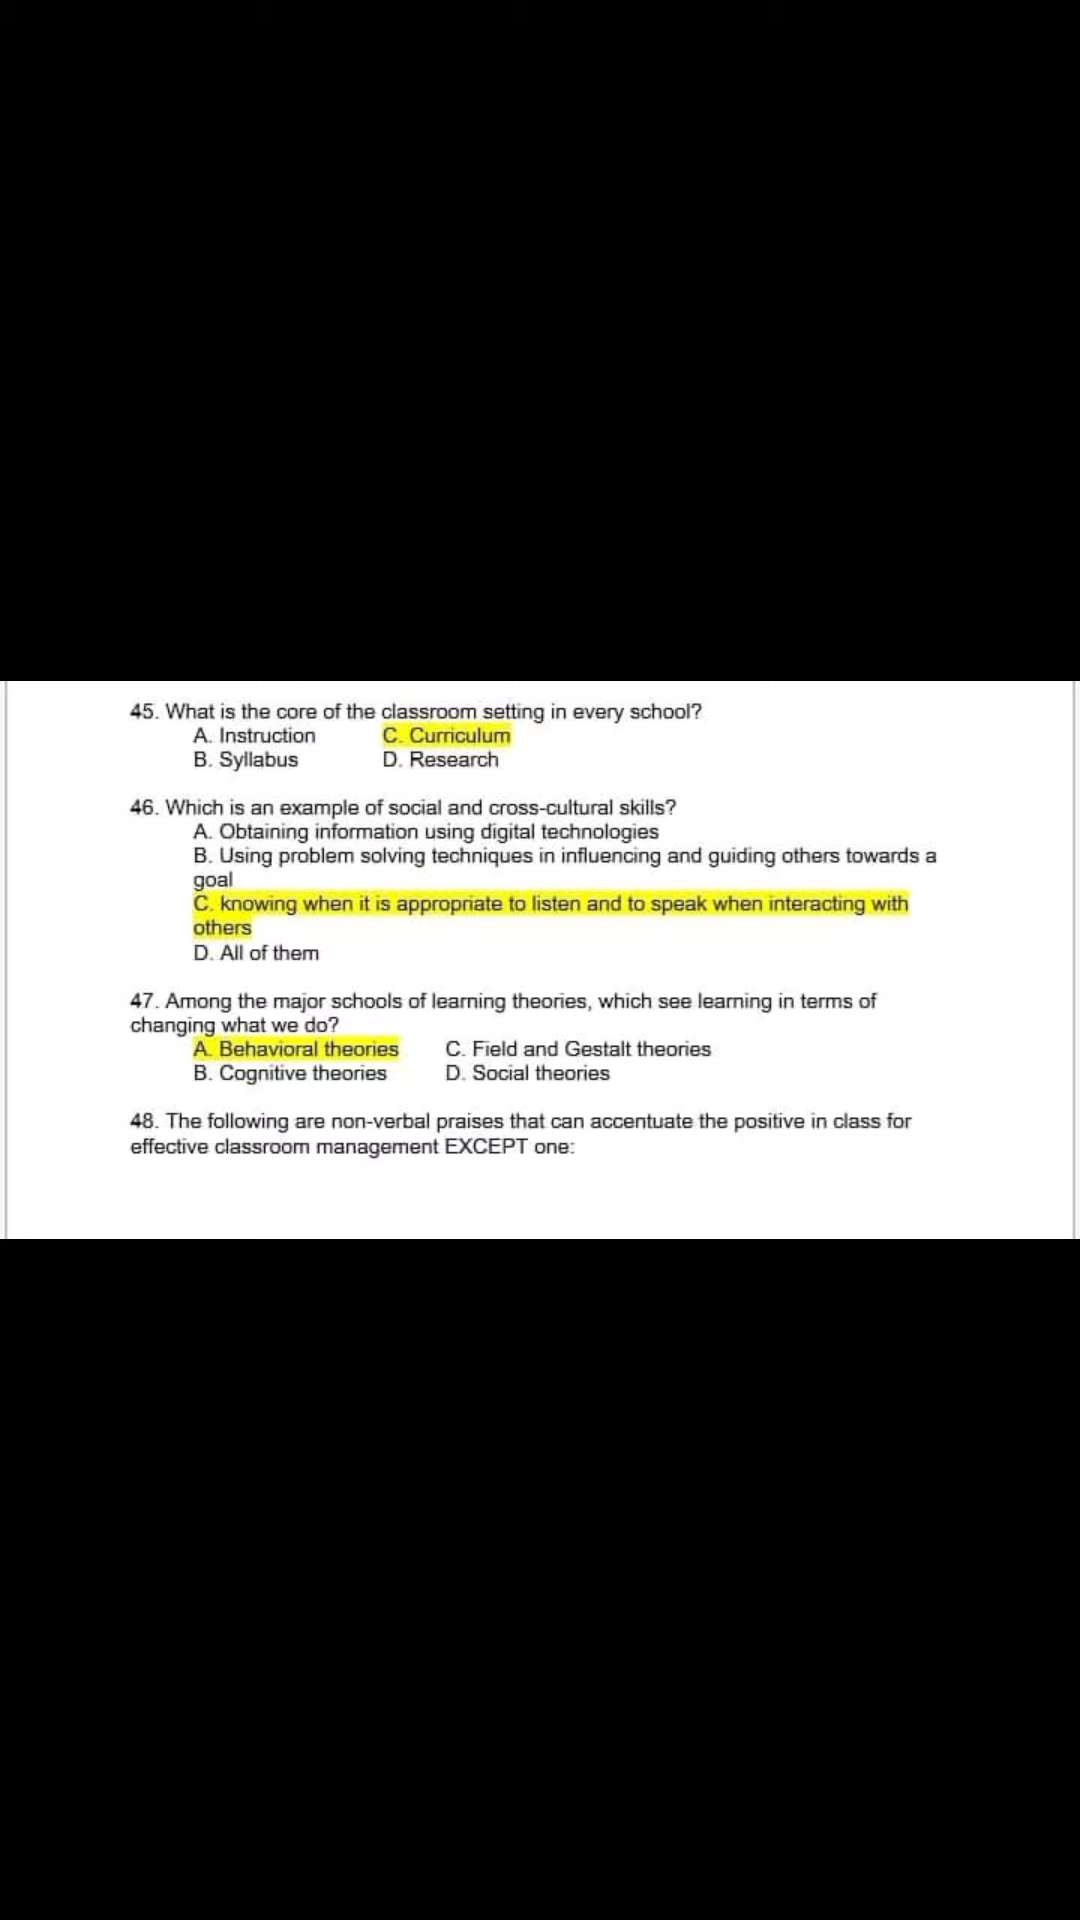 45. What is the core of the classroom setting in every school?
A. Instruction C. Curriculum
B. Syllabus D. Research
46. Which is an example of social and cross-cultural skills?
A. Obtaining information using digital technologies
B. Using problem solving techniques in influencing and guiding others towards a
goal
C. knowing when it is appropriate to listen and to speak when interacting with
others
D. All of them
47. Among the major schools of learning theories, which see learning in terms of
changing what we do?
A. Behavioral theories C. Field and Gestalt theories
B. Cognitive theories D. Social theories
48. The following are non-verbal praises that can accentuate the positive in class for
effective classroom management EXCEPT one: